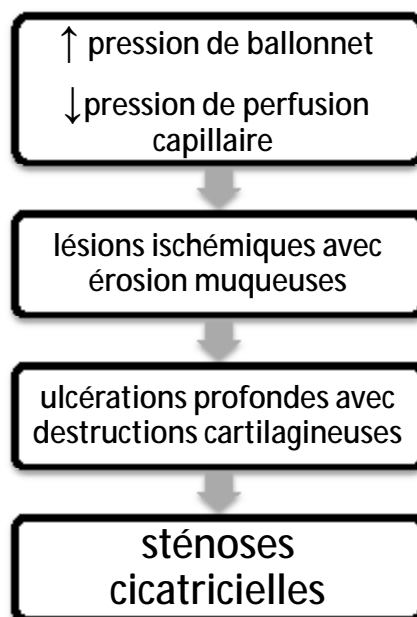 ↑ pression de ballonnet
↓pression de perfusion
capillaire
lésions ischémiques avec
érosion muqueuses
ulcérations profondes avec
destructions cartilagineuses
sténoses
cicatricielles